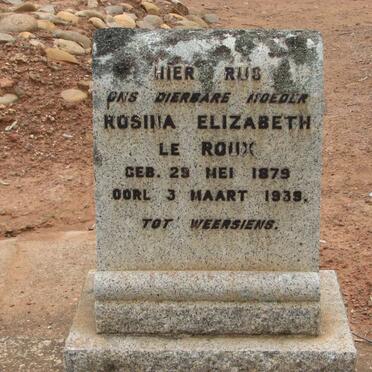 HIER RUS
ONS DIERBARE MOEDER
ROSINA ELIZABETH
LE ROUX
GEB. 29 MEI 1879
OORL 3 MAART 1939.
TOT WEERSIENS.